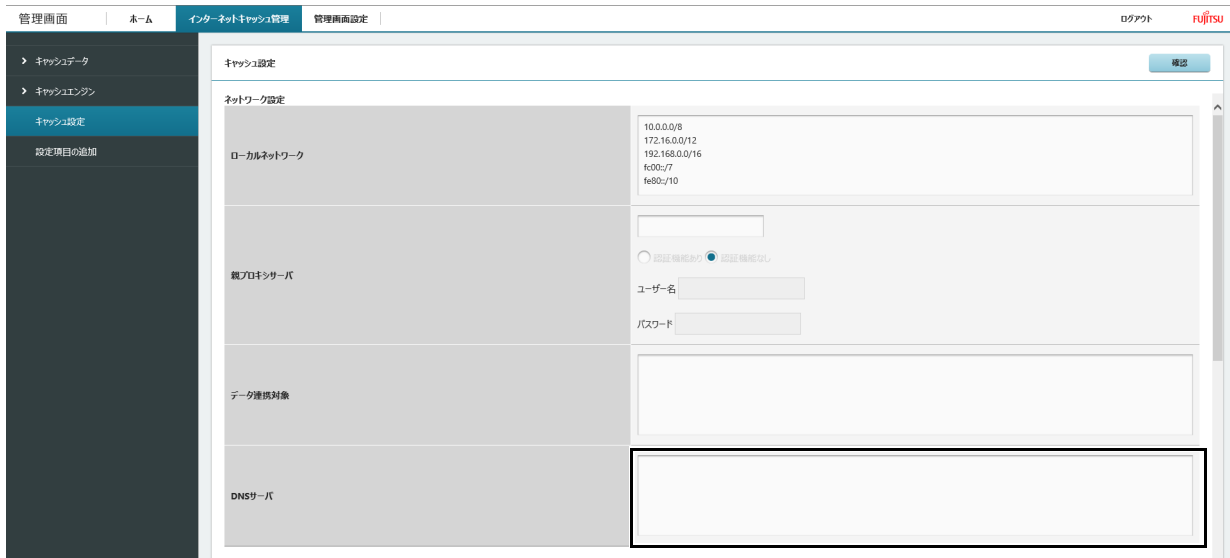 管理画面 ホーム インターネットキャッシュ管理 管理画面設定 ログアウト FUJITSU
キャッシュデータ
キャッシュエンジン
キャッシュ設定
設定項目の追加
キャッシュ設定 確認
ネットワーク設定
ローカルネットワーク
10.0.0.0/8
172.16.0.0/12
192.168.0.0/16
fc00::/7
fe80::/10
親プロキシサーバ
認証機能あり 認証機能なし
ユーザー名
パスワード
データ連携対象
DNSサーバ